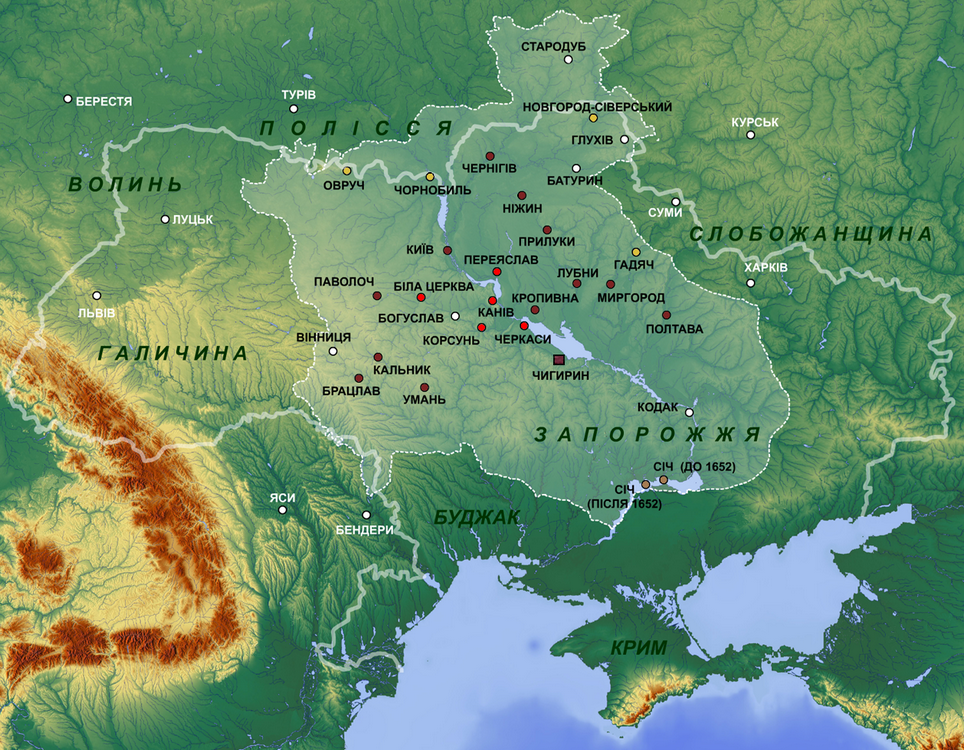 СТАРОДУБ
ТУРІВ
БЕРЕСТЯ
НОВГОРОД-СІВЕРСЬКИЙ
КУРСЬК
ПОЛІССЯ
ГЛУХІВ
ЧЕРНІГІВ
БАТУРИН
ОВРУЧ
ЧОРНОБИЛЬ
ВОЛИНЬ
НІЖИН
СУМИ
ЛУЦЬК
СЛОБОЖАНЩИНА
ПРИЛУКИ
КИЇВ
ПЕРЕЯСЛАВ
ГАДЯЧ
ХАРКІВ
ЛУБНИ
ПАВОЛОЧ
БІЛА ЦЕРКВА
КРОПИВНА
МИРГОРОД
ЛЬВІВ
КАНІВ
БОГУСЛАВ
ПОЛТАВА
ВІННИЦЯ
КОРСУНЬ
ЧЕРКАСИ
ГАЛИЧИНА
КАЛЬНИК
ЧИГИРИН
БРАЦЛАВ
УМАНЬ
КОДАК
ЗАПОРОЖЖЯ
СІЧ (ДО 1652)
СІЧ
(ПІСЛЯ 1652)
ЯСИ
БУДЖАК
БЕНДЕРИ
КРИМ